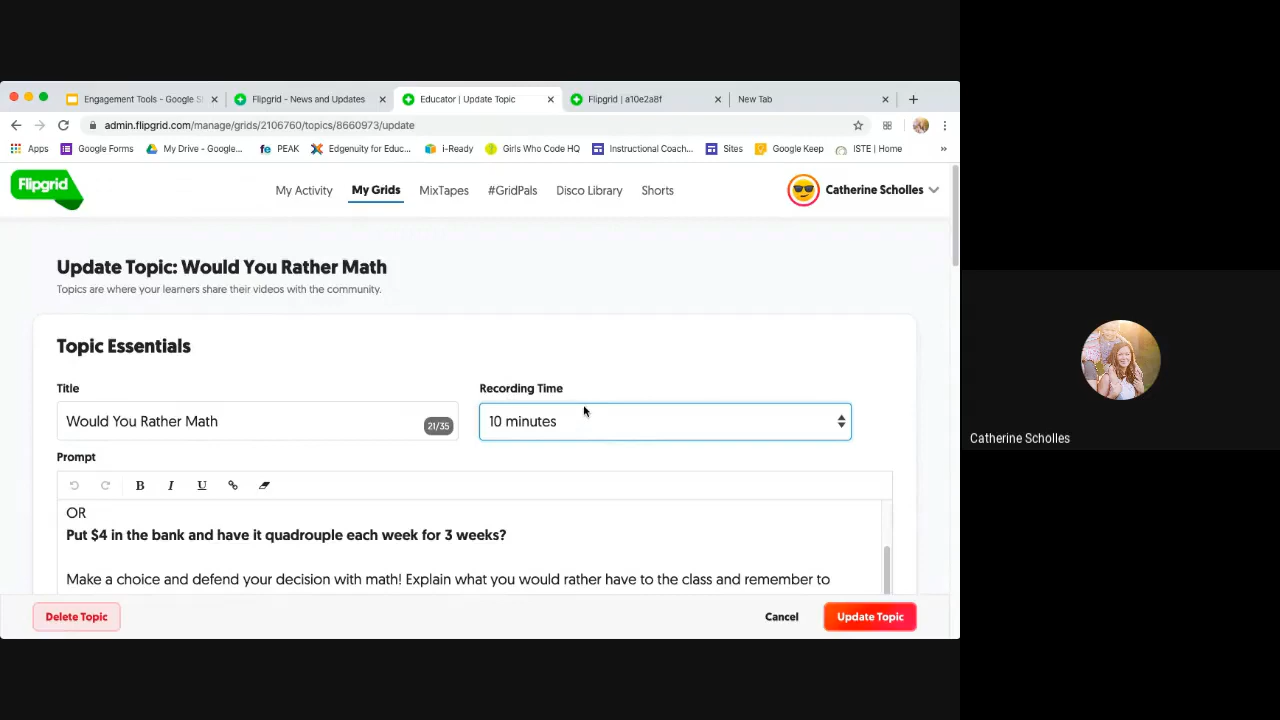 Engagement Tools - Google Sl
Flipgrid - News and Updates
Educator | Update Topic
Flipgrid | a10e2a8f
New Tab
admin.flipgrid.com/manage/grids/2106760/topics/8660973/update
Apps
Google Forms
My Drive - Google...
fe PEAK
Edgenuity for Educ...
i-Ready
Girls Who Code HQ
Instructional Coach...
Sites
Google Keep
ISTE | Home
»
Flipgrid
My Activity
My Grids
MixTapes
#GridPals
Disco Library
Shorts
Catherine Scholles
Update Topic: Would You Rather Math
Topics are where your learners share their videos with the community.
Topic Essentials
Title
Recording Time
Would You Rather Math
21/35
10 minutes
Prompt
B I U
OR
Put $4 in the bank and have it quadrouple each week for 3 weeks?
Make a choice and defend your decision with math! Explain what you would rather have to the class and remember to
Delete Topic
Cancel
Update Topic
Catherine Scholles